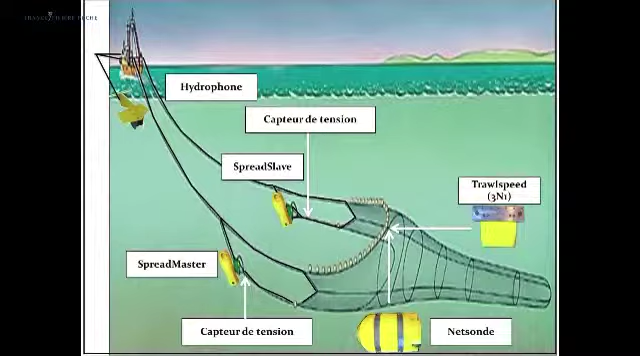 Hydrophone
Capteur de tension
SpreadSlave
Trawlspeed
(3N1)
SpreadMaster
Capteur de tension
Netsonde